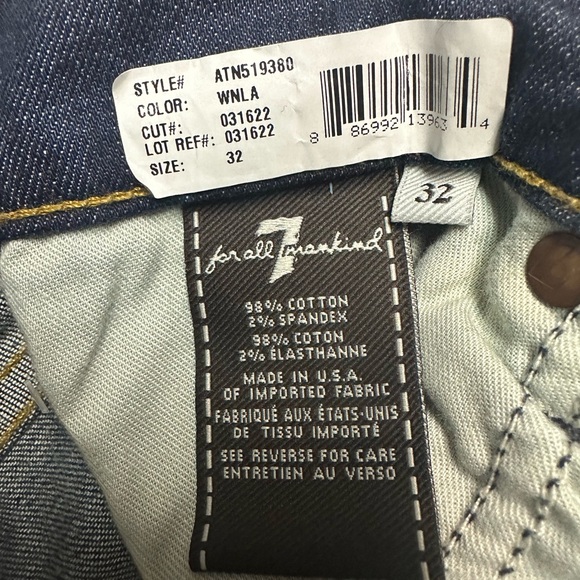 STYLE# ATN519380
COLOR: WNLA
CUT#: 031622
LOT REF#: 031622
SIZE: 32
8 86992 13963 4
32
7
for all mankind
98% COTTON
2% SPANDEX
98% COTON
2% ÉLASTHANNE
MADE IN U.S.A.
OF IMPORTED FABRIC
FABRIQUÉ AUX ÉTATS-UNIS
DE TISSU IMPORTÉ
SEE REVERSE FOR CARE
ENTRETIEN AU VERSO